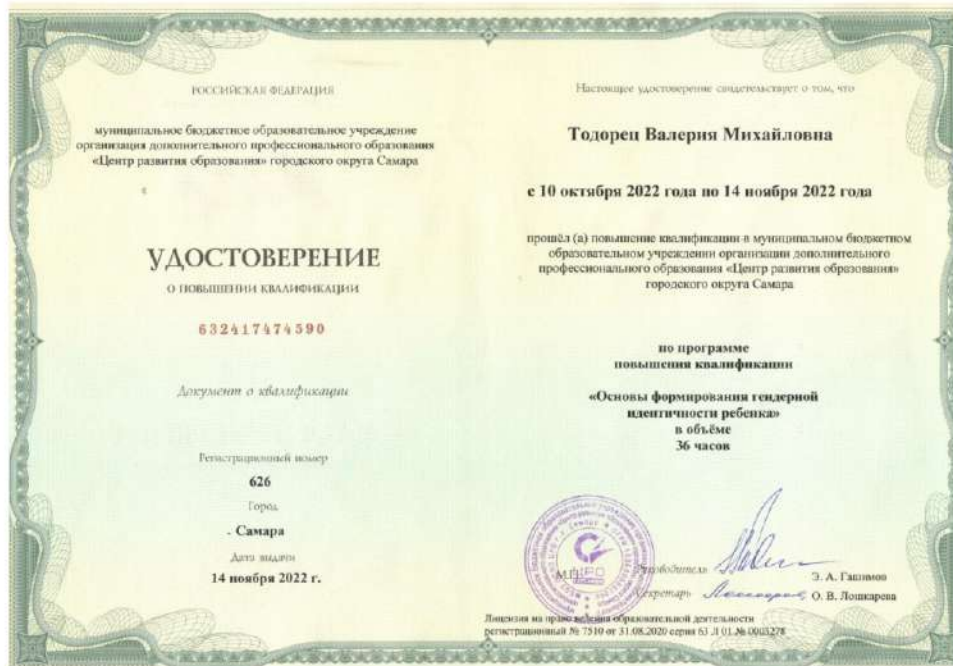 РОССИЙСКАЯ ФЕДЕРАЦИЯ
муниципальное бюджетное образовательное учреждение
организация дополнительного профессионального образования
«Центр развития образования» городского округа Самара
УДОСТОВЕРЕНИЕ
О ПОВЫШЕНИИ КВАЛИФИКАЦИИ
632417474590
Документ о квалификации
Регистрационный номер
626
Город
Самара
Дата выдачи
14 ноября 2022 г.
Настоящее удостоверение свидетельствует о том, что
Тодорец Валерия Михайловна
с 10 октября 2022 года по 14 ноября 2022 года
прошёл (а) повышение квалификации в муниципальном бюджетном
образовательном учреждении организации дополнительного
профессионального образования «Центр развития образования»
городского округа Самара
по программе
повышения квалификации
«Основы формирования гендерной
идентичности ребенка»
в объёме
36 часов
М.П.
Руководитель
Э. А. Гашимов
Секретарь
О. В. Лошкарева
Лицензия на право ведения образовательной деятельности
регистрационный № 7510 от 31.08.2020 серия 63 Л 01 № 0003278